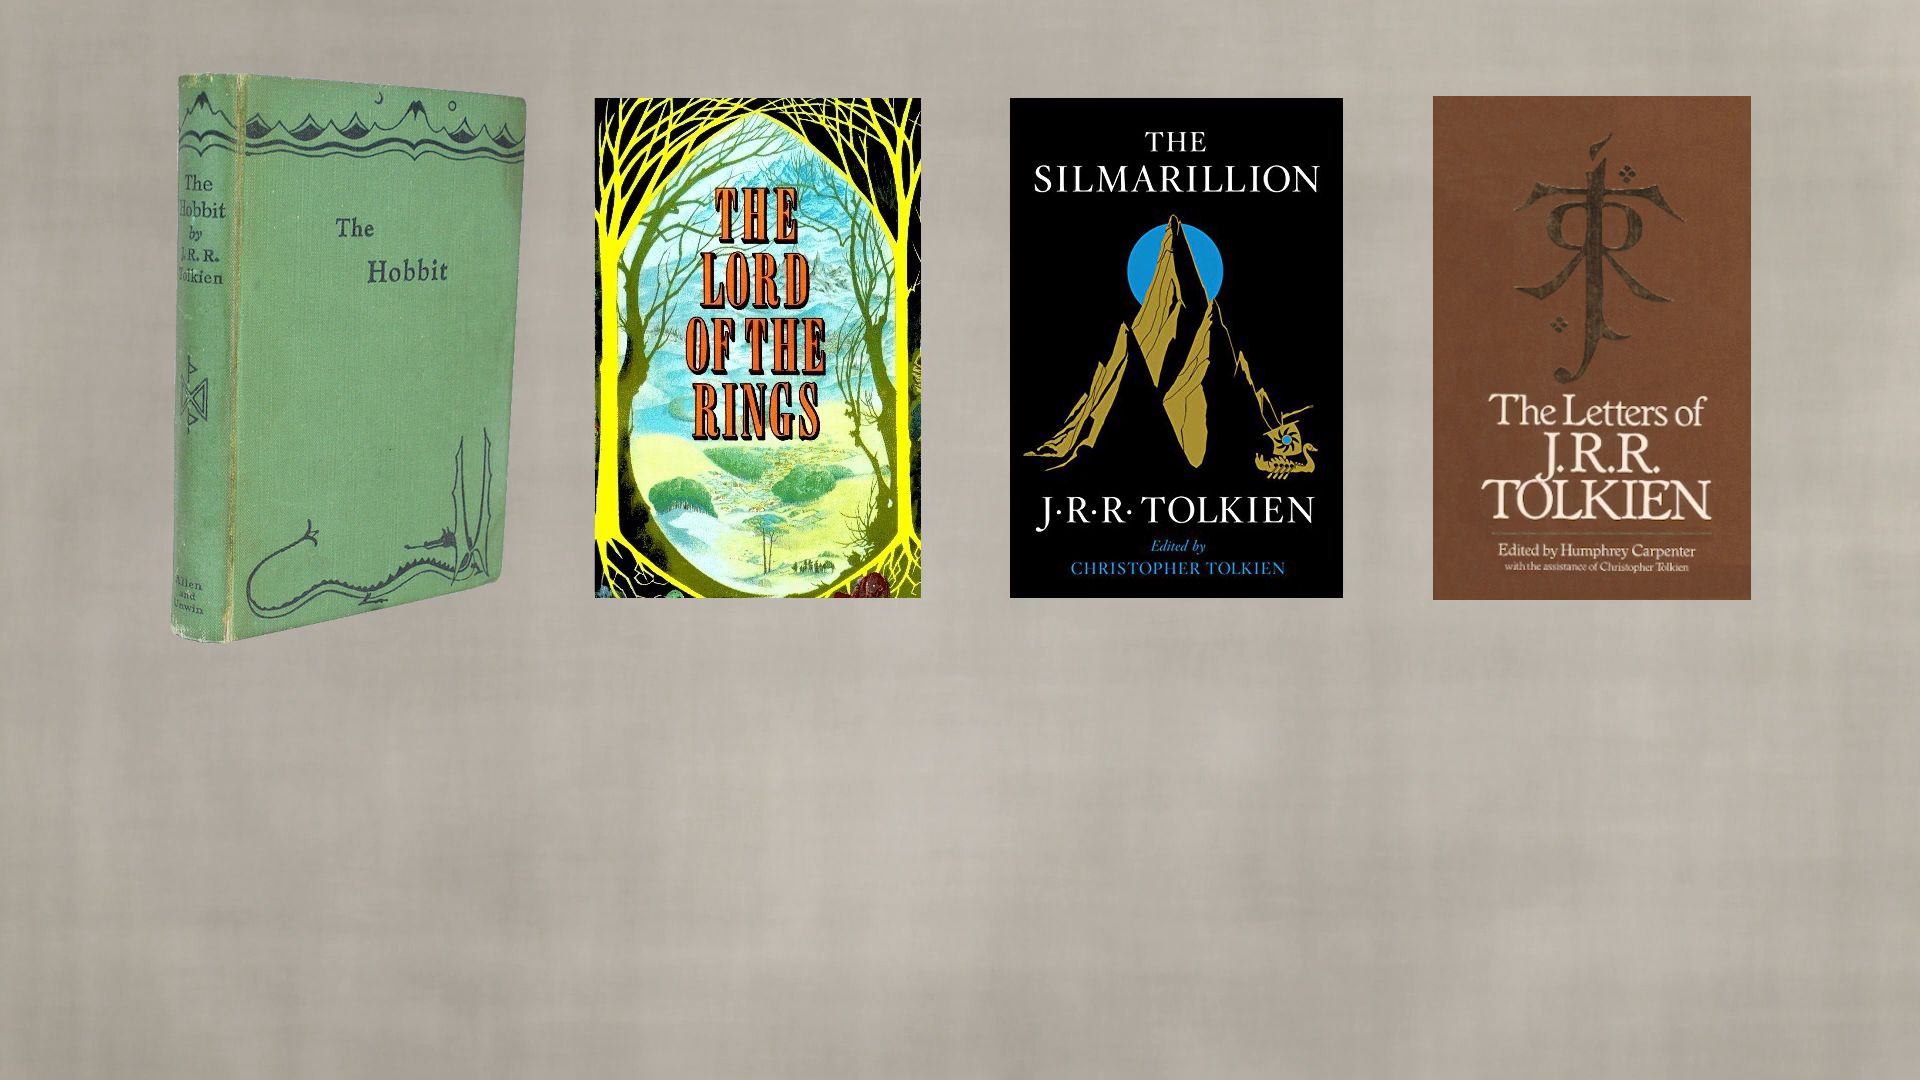 The
Hobbit
by
J. R. R.
Tolkien
Allen
and
Unwin
The
Hobbit
THE
LORD
OF THE
RINGS
THE
SILMARILLION
J·R·R· TOLKIEN
Edited by
CHRISTOPHER TOLKIEN
The Letters of
J.R.R.
TOLKIEN
Edited by Humphrey Carpenter
with the assistance of Christopher Tolkien